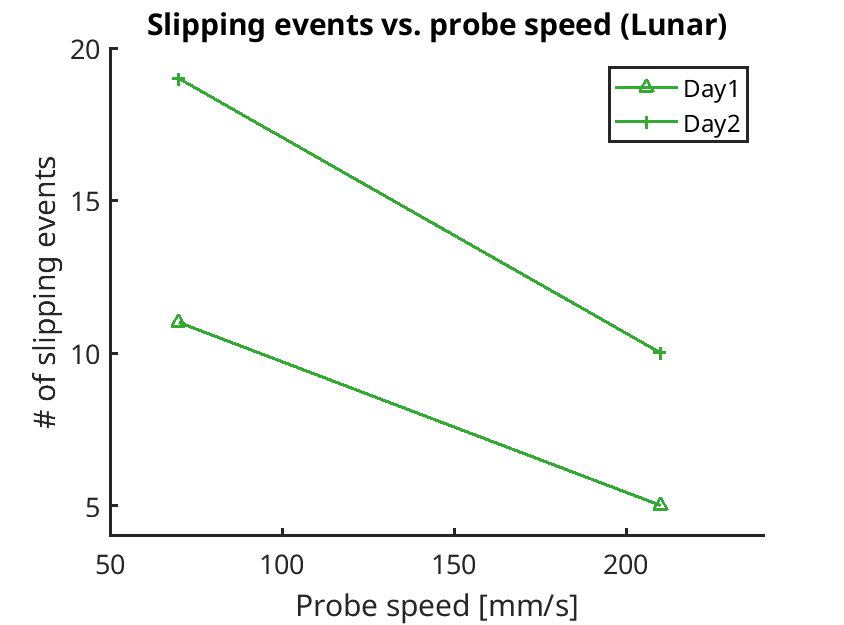 Slipping events vs. probe speed (Lunar)
20
15
10
5
# of slipping events
Day1
Day2
50 100 150 200
Probe speed [mm/s]